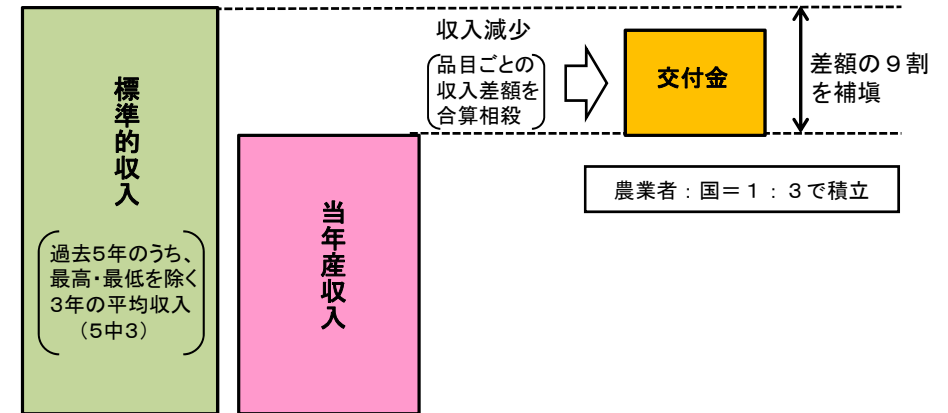 標準的収入
過去5年のうち、
最高・最低を除く
3年の平均収入
（5中3）
当年産収入
収入減少
品目ごとの
収入差額を
合算相殺
交付金
差額の９割
を補塡
農業者：国＝１：３で積立